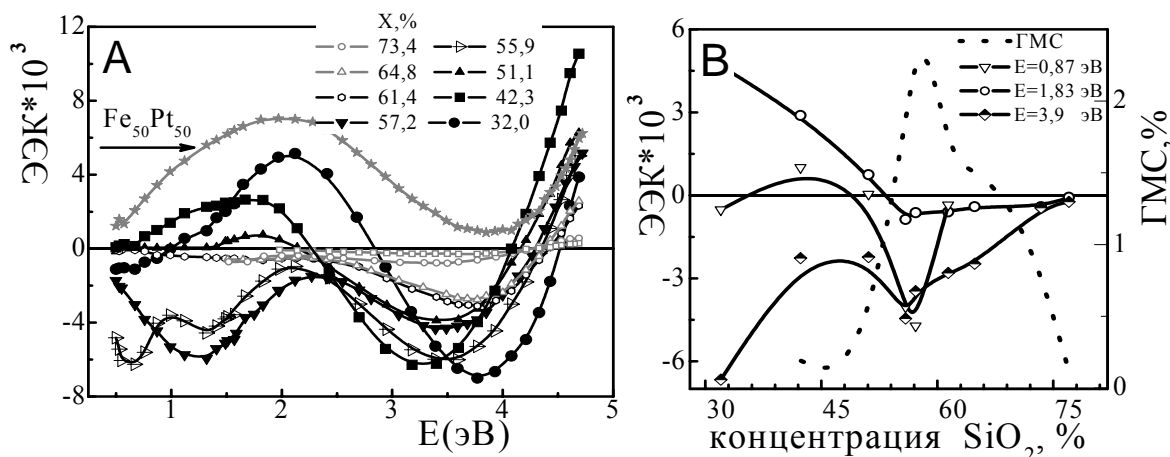 A
X,%
73,4
64,8
61,4
57,2
55,9
51,1
42,3
32,0
Fe₅₀Pt₅₀
ЭЭК*10³
12
8
4
0
-4
-8
1
2
3
4
5
E(эВ)
B
ГМС
E=0,87 эВ
E=1,83 эВ
E=3,9 эВ
ЭЭК*10³
6
3
0
-3
-6
ГМС,%
2
1
0
30
45
60
75
концентрация SiO₂, %